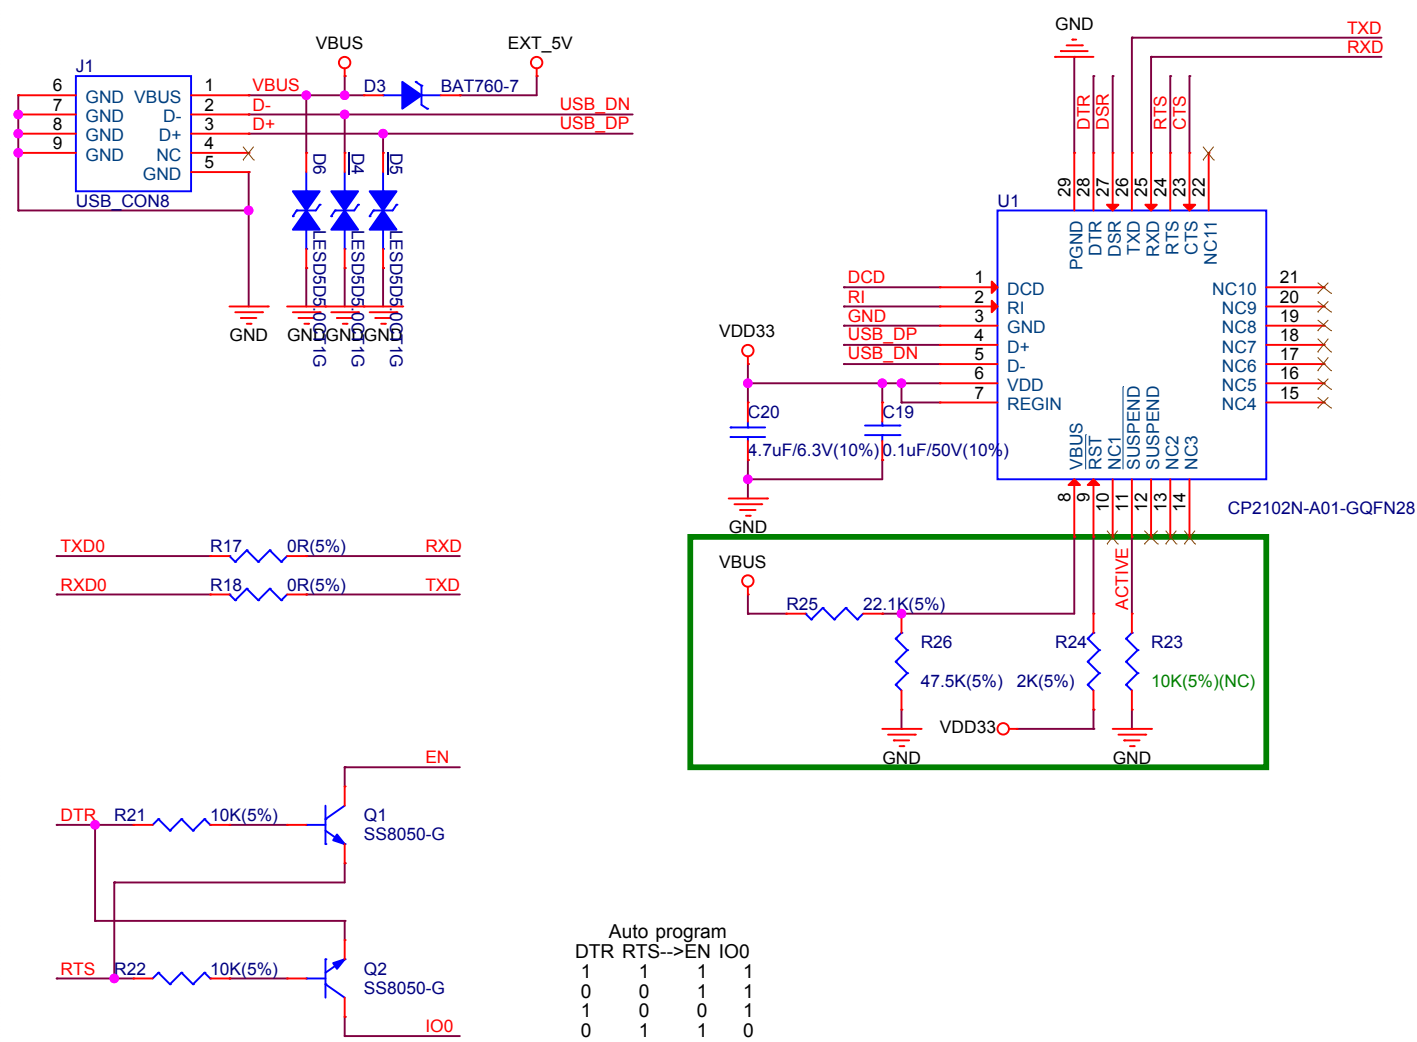 VBUS
EXT_5V
J1
6 GND VBUS 1 VBUS D3 BAT760-7
7 GND D- 2 D- USB_DN
8 GND D+ 3 D+ USB_DP
9 GND NC 4
GND 5
USB_CON8
D6 D4 D5
LESD5D5.0CT1G LESD5D5.0CT1G LESD5D5.0CT1G
GND GND GND GND
GND
TXD
RXD
DTR DSR RTS CTS
29 28 27 26 25 24 23 22
U1
PGND DTR DSR TXD RXD RTS CTS NC11
DCD 1 DCD NC10 21
RI 2 RI NC9 20
GND 3 GND NC8 19
USB_DP 4 D+ NC7 18
USB_DN 5 D- NC6 17
6 VDD NC5 16
7 REGIN NC4 15
VDD33
C20 C19
4.7uF/6.3V(10%) 0.1uF/50V(10%)
GND
VBUS RST NC1 SUSPEND SUSPEND NC2 NC3
8 9 10 11 12 13 14
CP2102N-A01-GQFN28
TXD0 R17 0R(5%) RXD
RXD0 R18 0R(5%) TXD
VBUS
ACTIVE
R25 22.1K(5%)
R26 R24 R23
47.5K(5%) 2K(5%) 10K(5%)(NC)
VDD33
GND GND
EN
DTR R21 10K(5%) Q1
SS8050-G
RTS R22 10K(5%) Q2
SS8050-G
IO0
Auto program
DTR RTS-->EN IO0
1 1 1 1
0 0 1 1
1 0 0 1
0 1 1 0